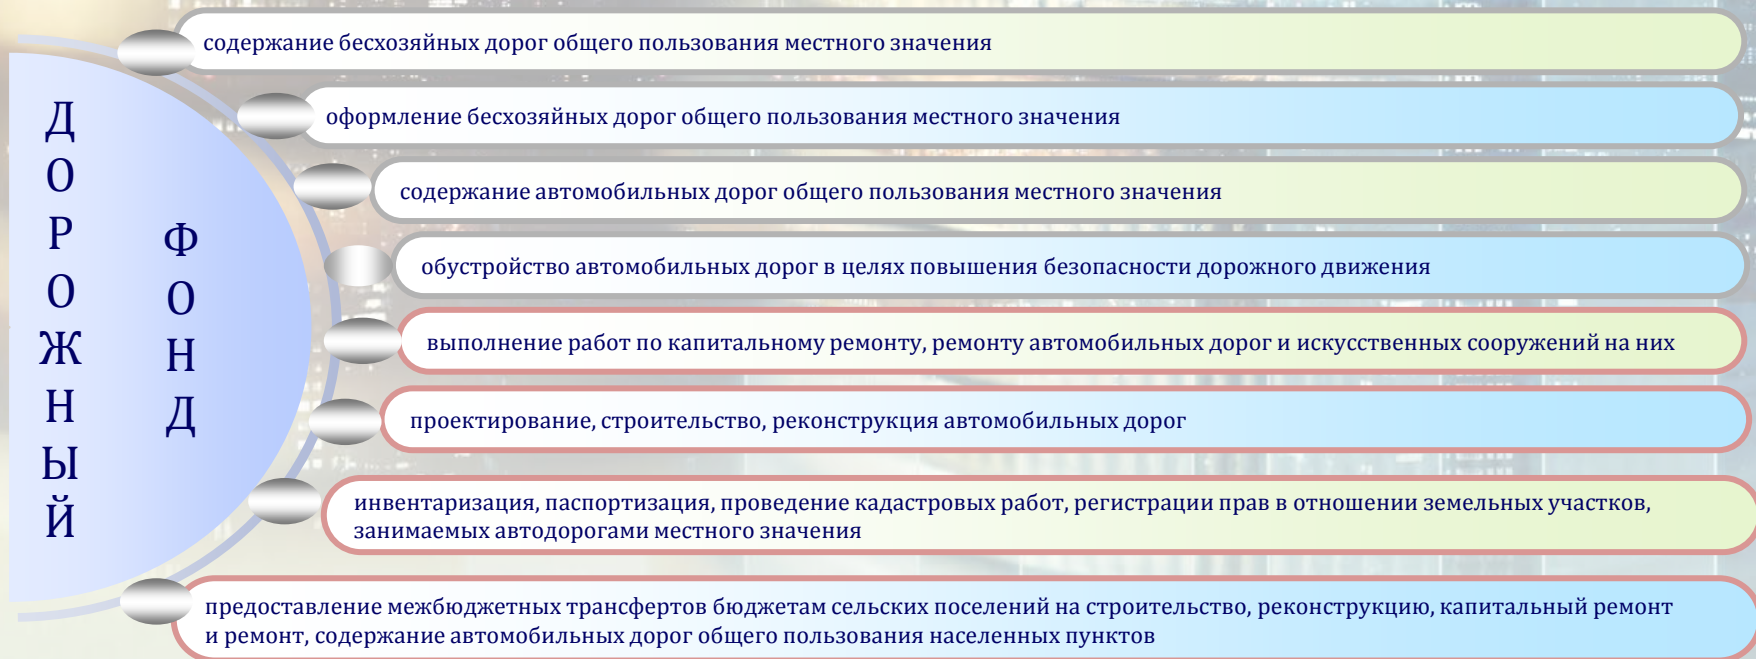 ДОРОЖНЫЙ
ФОНД
содержание бесхозяйных дорог общего пользования местного значения
оформление бесхозяйных дорог общего пользования местного значения
содержание автомобильных дорог общего пользования местного значения
обустройство автомобильных дорог в целях повышения безопасности дорожного движения
выполнение работ по капитальному ремонту, ремонту автомобильных дорог и искусственных сооружений на них
проектирование, строительство, реконструкция автомобильных дорог
инвентаризация, паспортизация, проведение кадастровых работ, регистрации прав в отношении земельных участков,
занимаемых автодорогами местного значения
предоставление межбюджетных трансфертов бюджетам сельских поселений на строительство, реконструкцию, капитальный ремонт
и ремонт, содержание автомобильных дорог общего пользования населенных пунктов